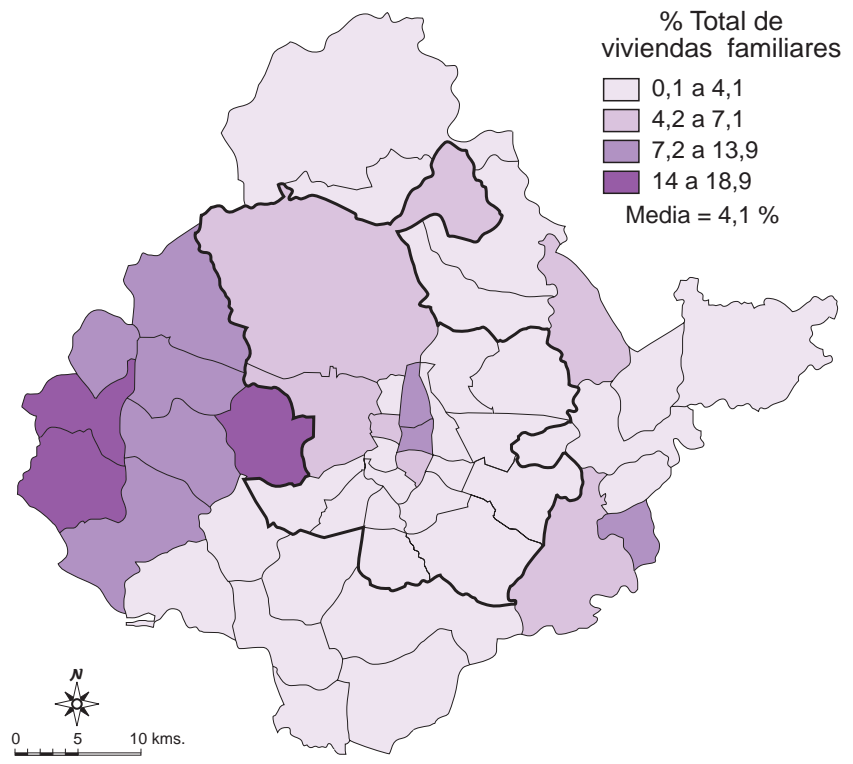 % Total de
viviendas familiares
0,1 a 4,1
4,2 a 7,1
7,2 a 13,9
14 a 18,9
Media = 4,1 %
N
0 5 10 kms.